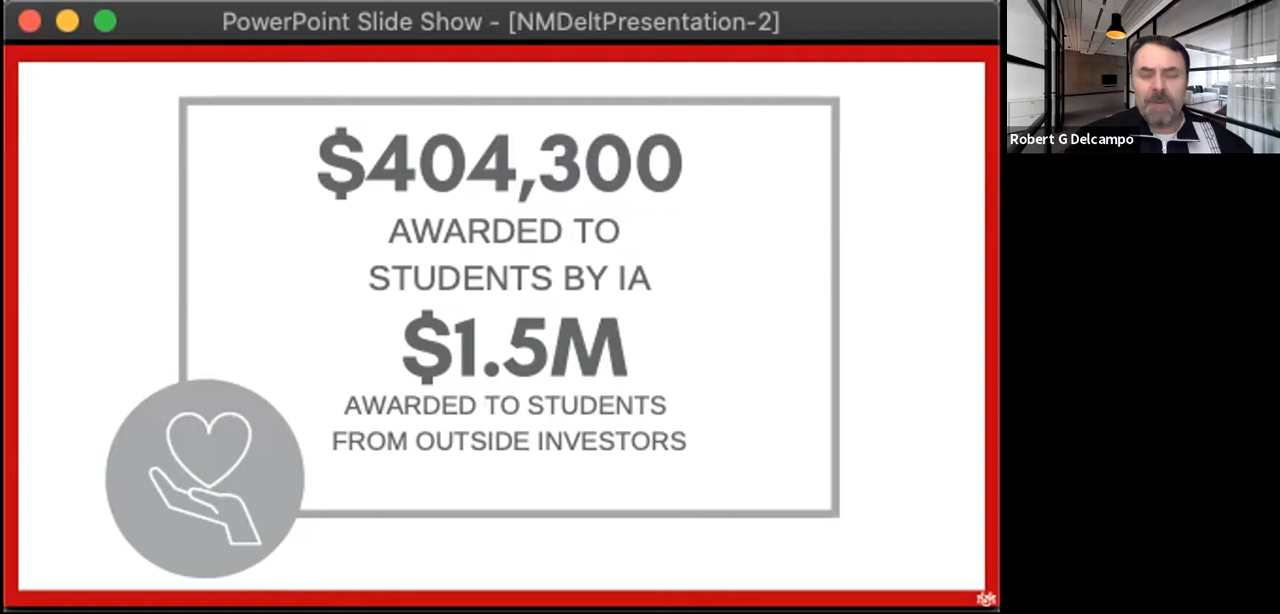 PowerPoint Slide Show - [NMDeltPresentation-2]
$404,300
AWARDED TO
STUDENTS BY IA
$1.5M
AWARDED TO STUDENTS
FROM OUTSIDE INVESTORS
Robert G Delcampo